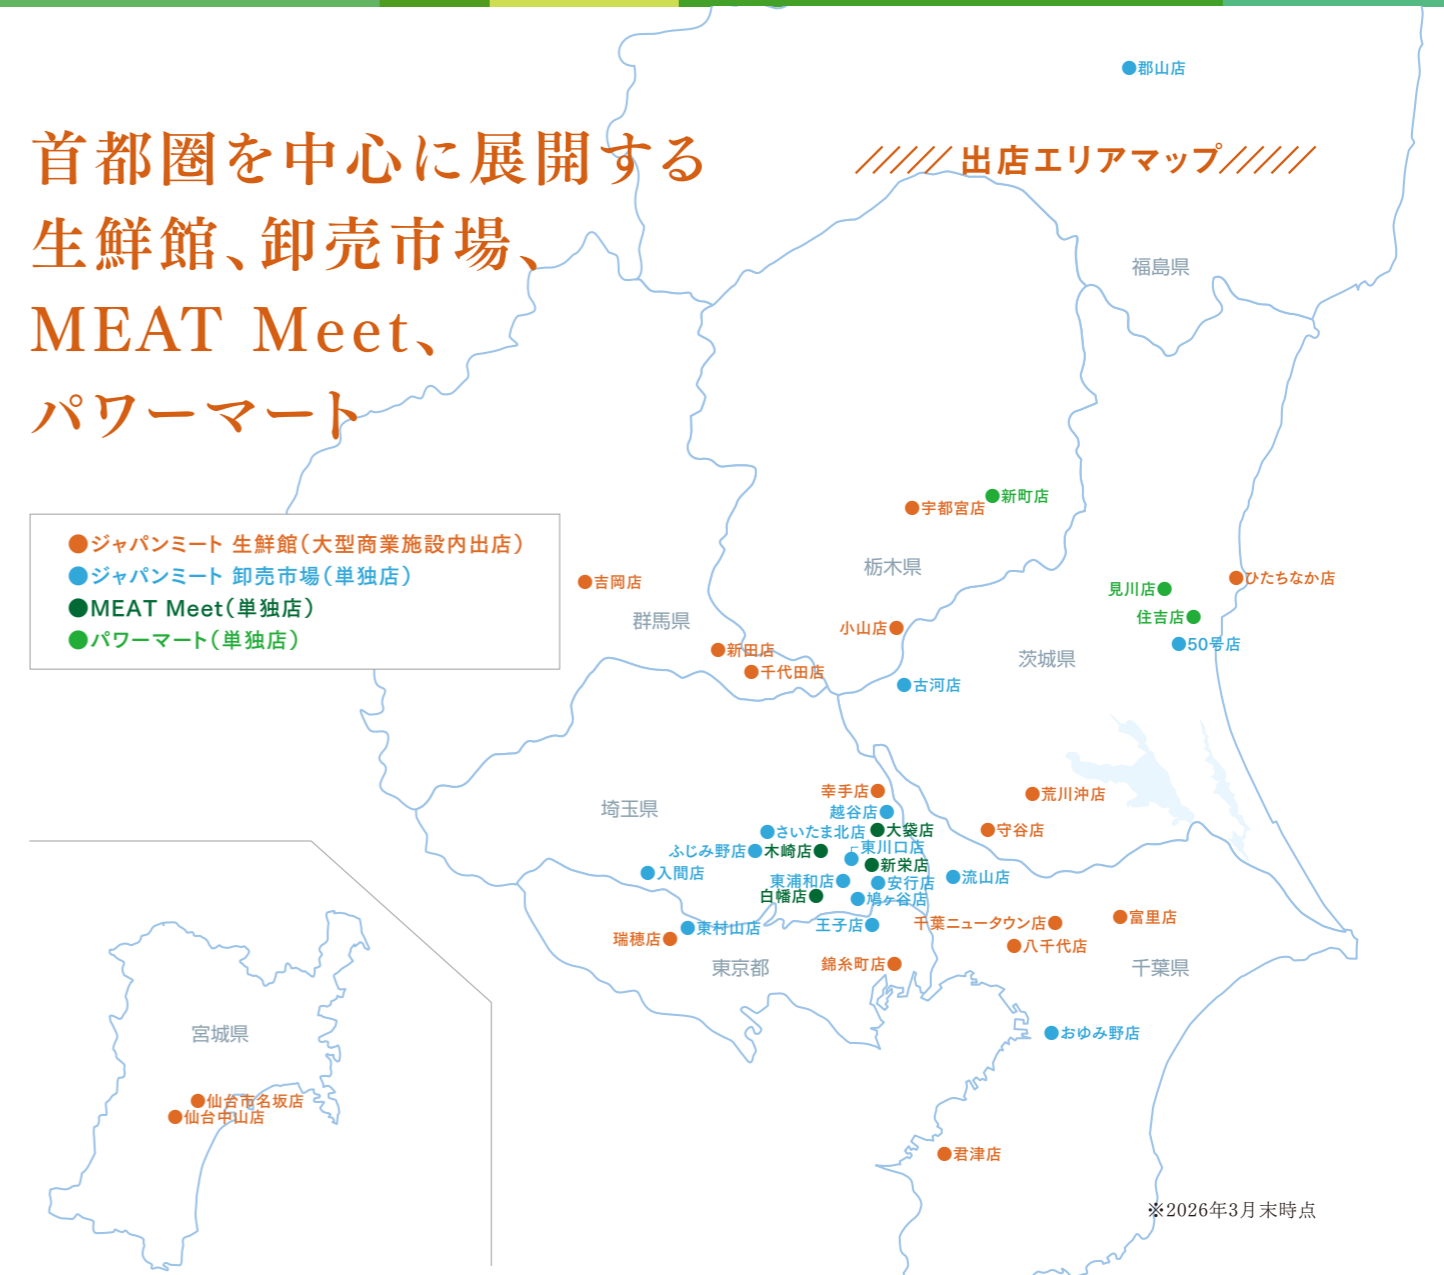 首都圏を中心に展開する
生鮮館、卸売市場、
MEAT Meet、
パワーマート
出店エリアマップ
●ジャパンミート 生鮮館（大型商業施設内出店）
●ジャパンミート 卸売市場（単独店）
●MEAT Meet（単独店）
●パワーマート（単独店）
郡山店
福島県
新町店
宇都宮店
栃木県
吉岡店
群馬県
ひたちなか店
見川店
住吉店
50号店
小山店
新田店
千代田店
茨城県
古河店
幸手店
荒川沖店
埼玉県
越谷店
さいたま北店
大袋店
守谷店
東川口店
ふじみ野店
木崎店
新栄店
入間店
東浦和店
安行店
流山店
白幡店
鳩ヶ谷店
東村山店
王子店
千葉ニュータウン店
富里店
瑞穂店
八千代店
東京都
錦糸町店
千葉県
おゆみ野店
宮城県
仙台市名坂店
仙台中山店
君津店
※2026年3月末時点